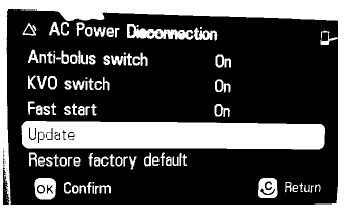 AC Power Disconnection
Anti-bolus switch On
KVO switch On
Fast start On
Update
Restore factory default
OK Confirm C Return